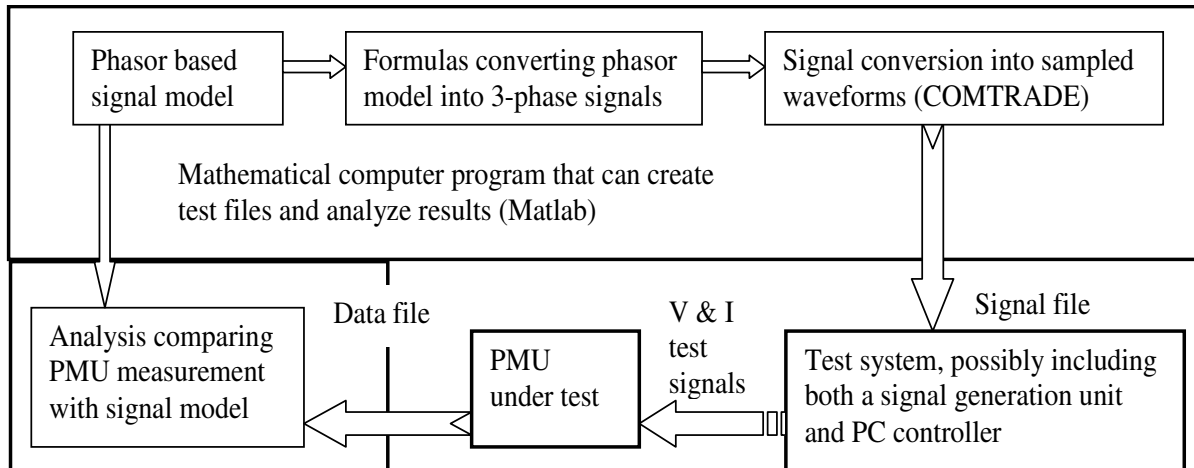 Phasor based
signal model
Formulas converting phasor
model into 3-phase signals
Signal conversion into sampled
waveforms (COMTRADE)
Mathematical computer program that can create
test files and analyze results (Matlab)
Analysis comparing
PMU measurement
with signal model
Data file
PMU
under test
V & I
test
signals
Signal file
Test system, possibly including
both a signal generation unit
and PC controller